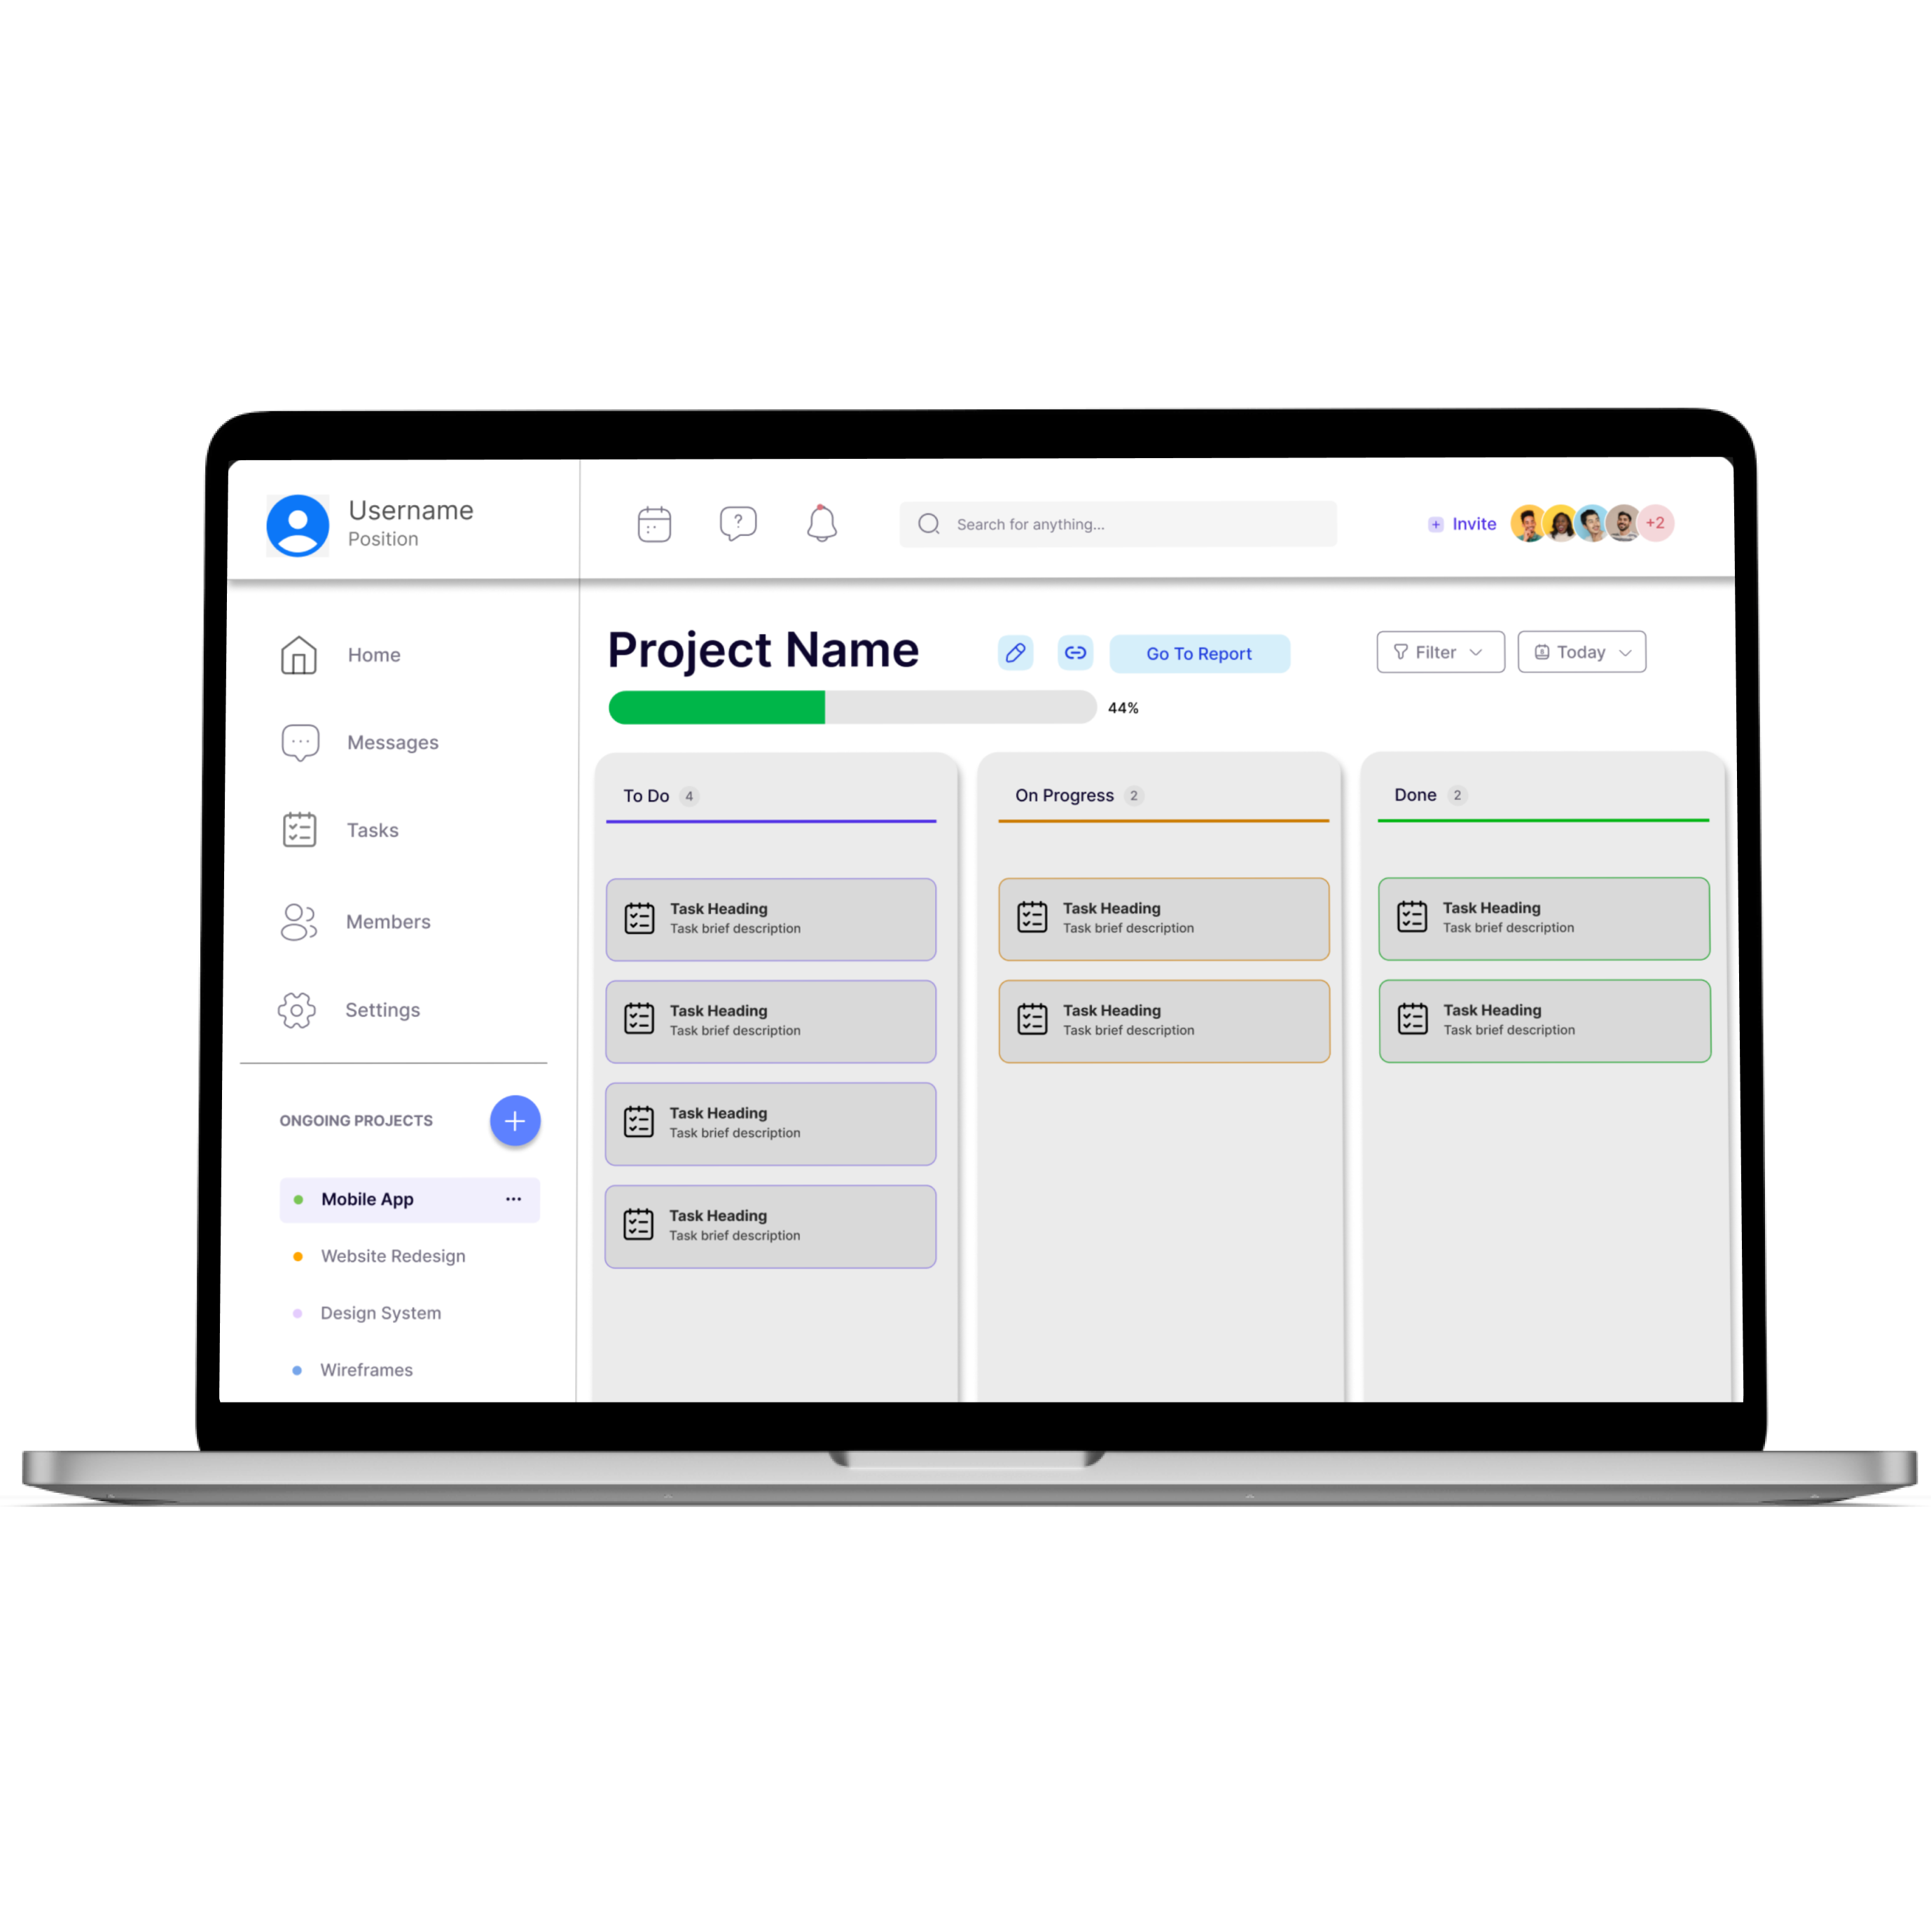 Username
Position
?
Search for anything...
+ Invite
+2
Home
Messages
Tasks
Members
Settings
ONGOING PROJECTS
+
Mobile App ...
Website Redesign
Design System
Wireframes
Project Name
Go To Report
Filter
Today
44%
To Do 4
Task Heading
Task brief description
Task Heading
Task brief description
Task Heading
Task brief description
Task Heading
Task brief description
On Progress 2
Task Heading
Task brief description
Task Heading
Task brief description
Done 2
Task Heading
Task brief description
Task Heading
Task brief description